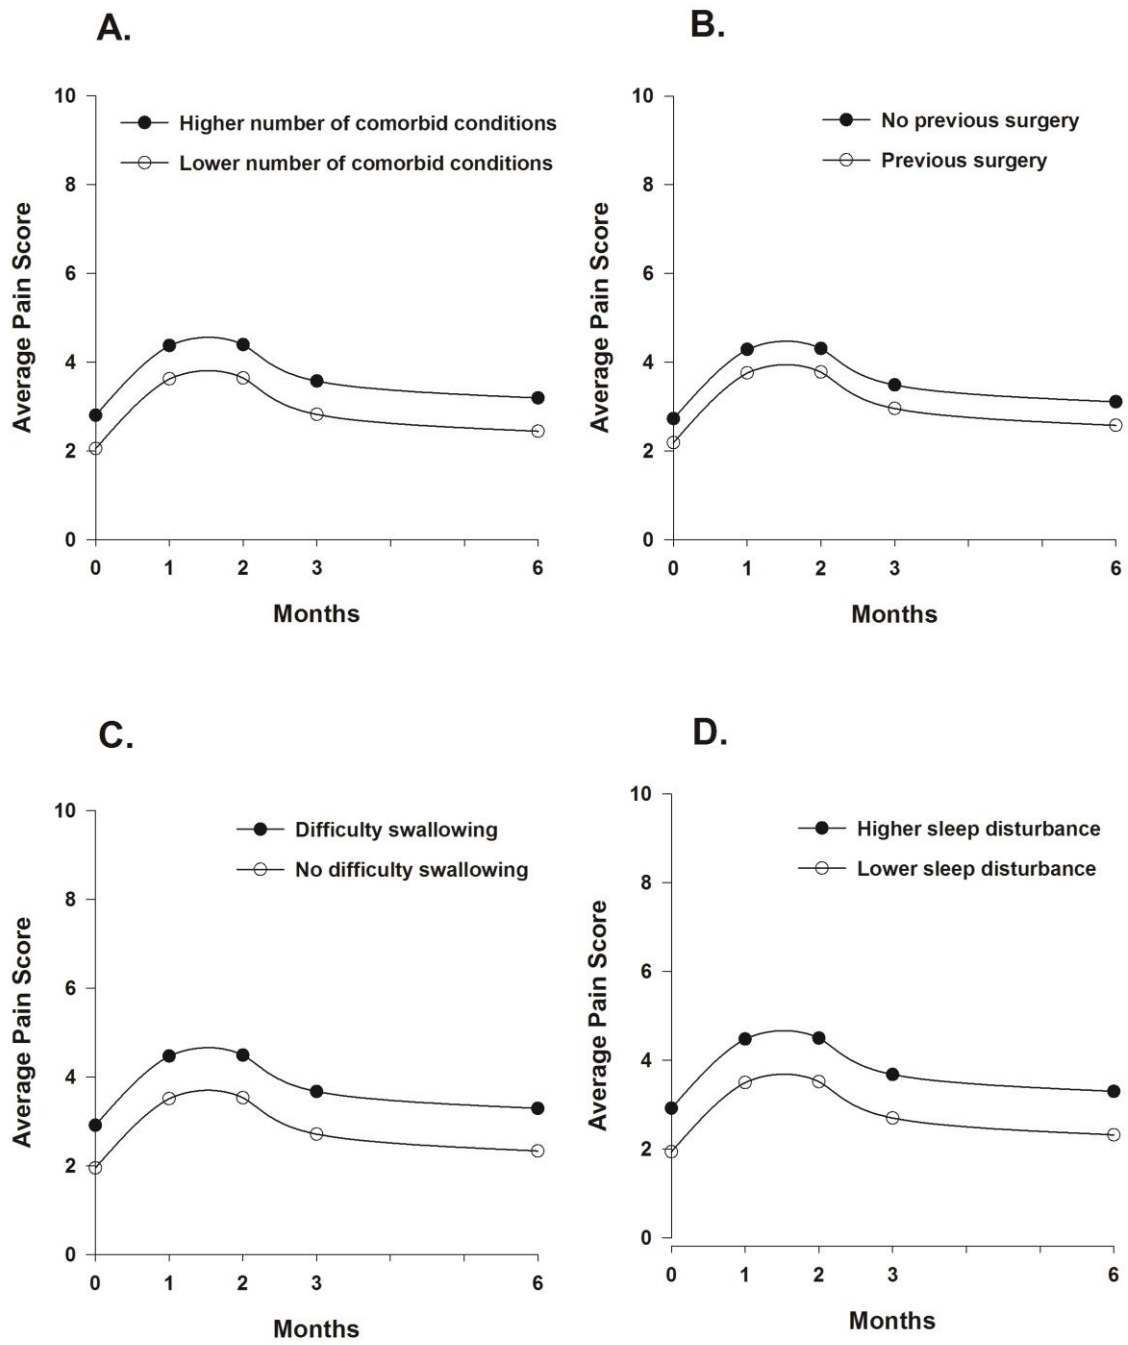 A.
Higher number of comorbid conditions
Lower number of comorbid conditions
Average Pain Score
10
8
6
4
2
0
0 1 2 3 6
Months
B.
No previous surgery
Previous surgery
Average Pain Score
10
8
6
4
2
0
0 1 2 3 6
Months
C.
Difficulty swallowing
No difficulty swallowing
Average Pain Score
10
8
6
4
2
0
0 1 2 3 6
Months
D.
Higher sleep disturbance
Lower sleep disturbance
Average Pain Score
10
8
6
4
2
0
0 1 2 3 6
Months